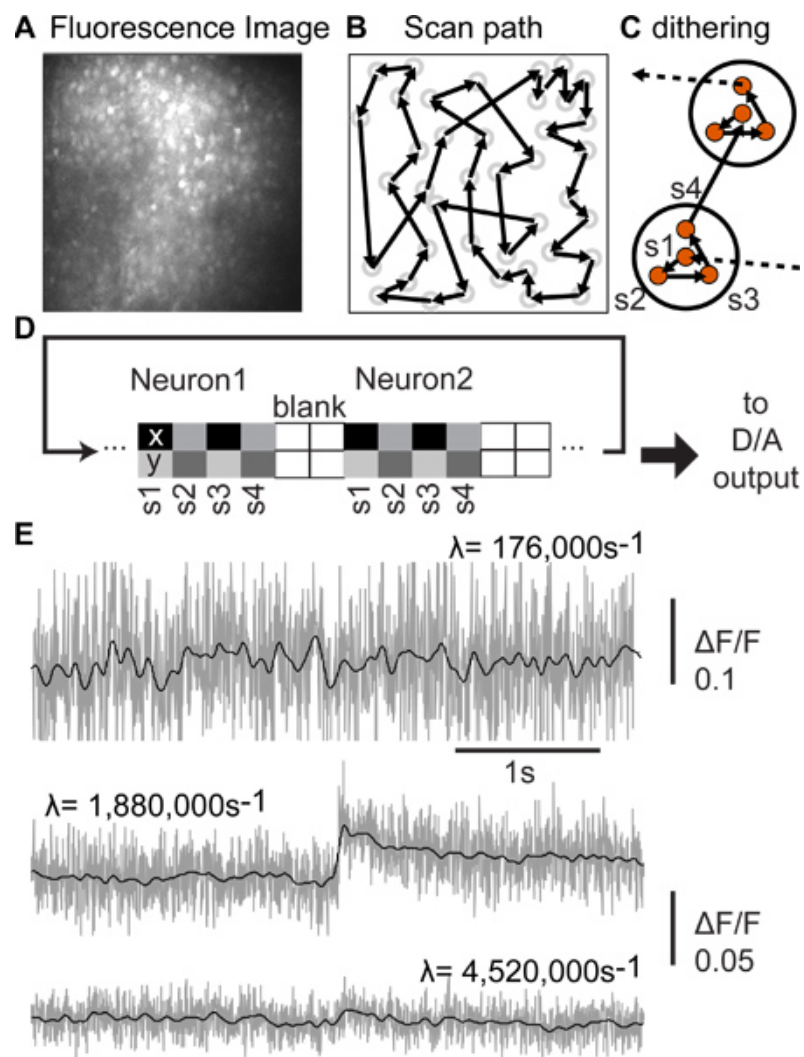 A Fluorescence Image B Scan path C dithering
s4
s1
s2 s3
D
Neuron1 Neuron2
blank
x
y
... ...
s1 s2 s3 s4 s1 s2 s3 s4
to
D/A
output
E
λ= 176,000s-1
ΔF/F
0.1
1s
λ= 1,880,000s-1
ΔF/F
0.05
λ= 4,520,000s-1